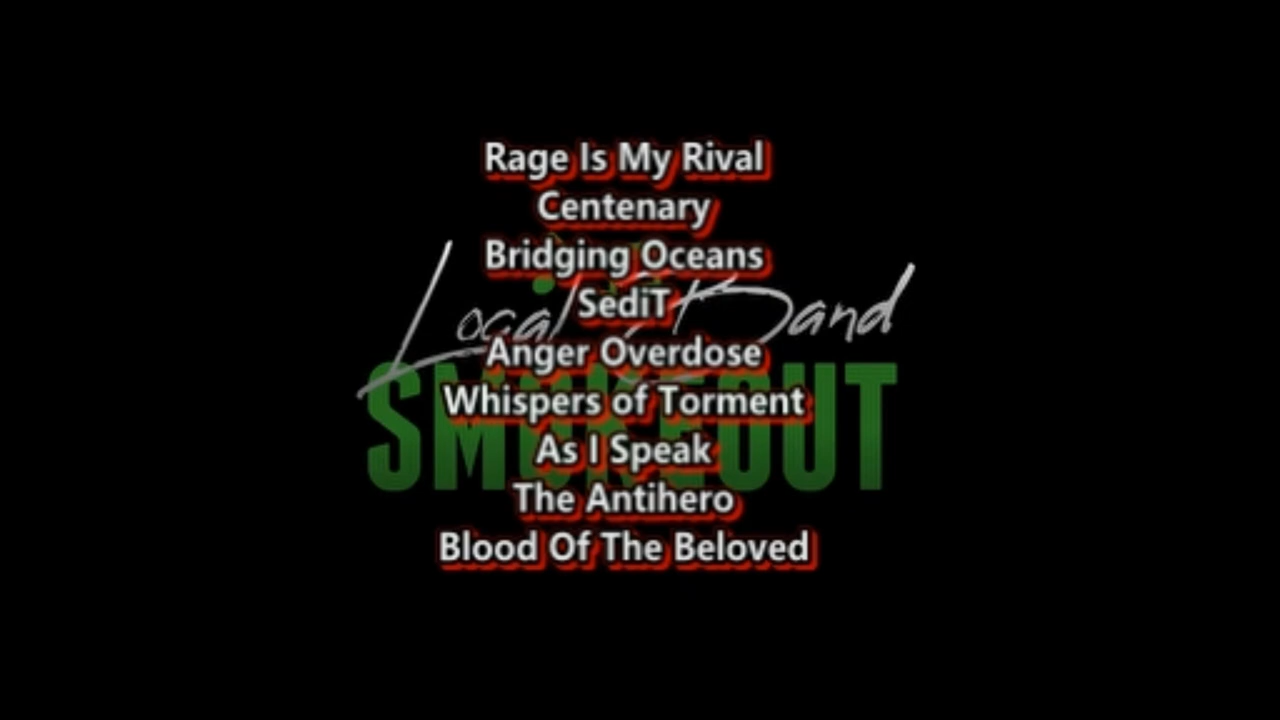 Rage Is My Rival
Centenary
Bridging Oceans
SediT
Anger Overdose
Whispers of Torment
As I Speak
The Antihero
Blood Of The Beloved
Local Band
SMOKEOUT